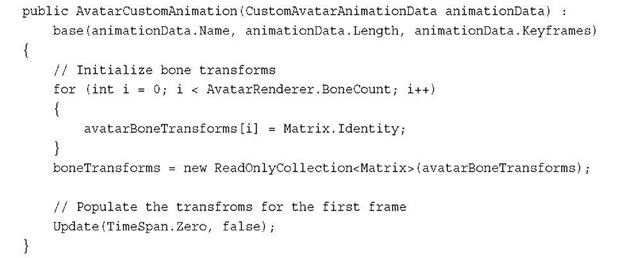 public AvatarCustomAnimation(CustomAvatarAnimationData animationData) :
    base(animationData.Name, animationData.Length, animationData.Keyframes)
{
    // Initialize bone transforms
    for (int i = 0; i < AvatarRenderer.BoneCount; i++)
    {
        avatarBoneTransforms[i] = Matrix.Identity;
    }
    boneTransforms = new ReadOnlyCollection<Matrix>(avatarBoneTransforms);

    // Populate the transfroms for the first frame
    Update(TimeSpan.Zero, false);
}